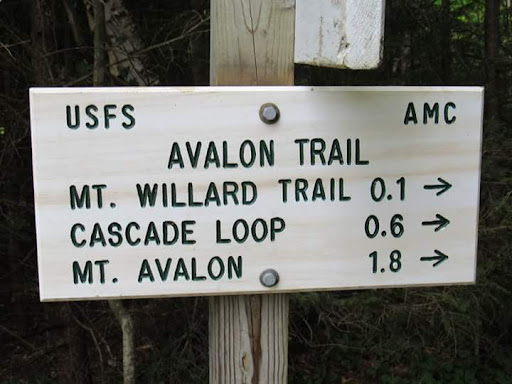 USFS AMC
AVALON TRAIL
MT. WILLARD TRAIL 0.1 →
CASCADE LOOP 0.6 →
MT. AVALON 1.8 →